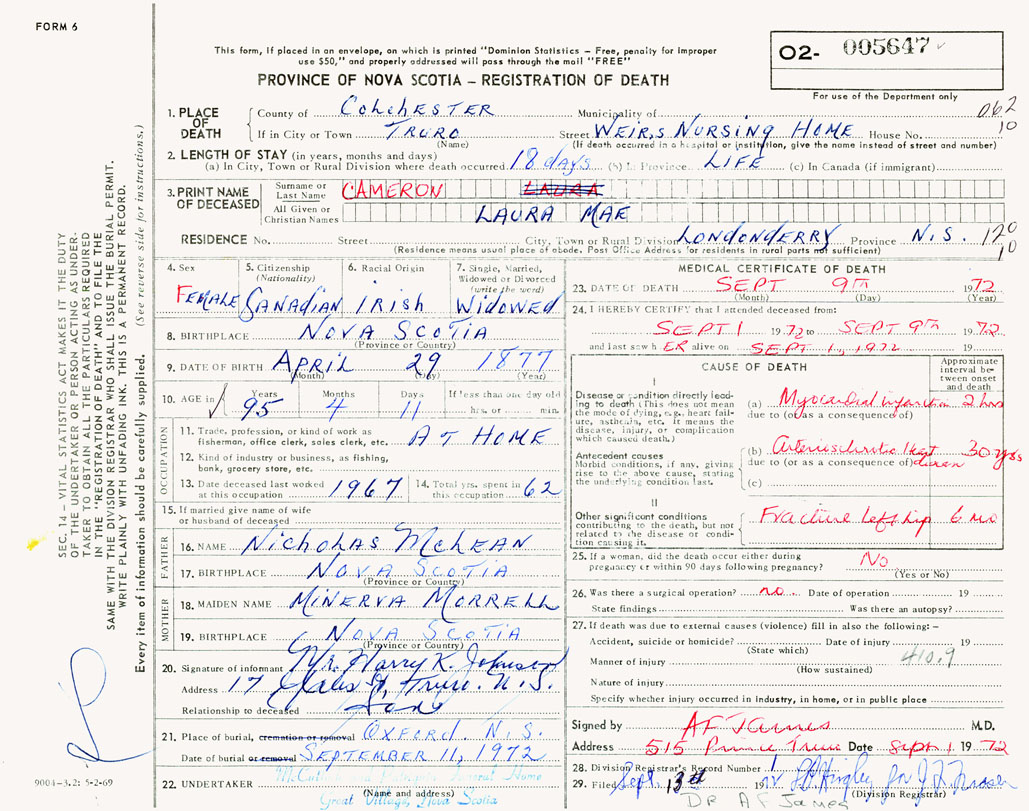 FORM 6
This form, if placed in an envelope, on which is printed "Dominion Statistics – Free, penalty for improper
use $50," and properly addressed will pass through the mail "FREE"
PROVINCE OF NOVA SCOTIA – REGISTRATION OF DEATH
O2- 005647
For use of the Department only
SEC. 14 – VITAL STATISTICS ACT MAKES IT THE DUTY
OF THE UNDERTAKER OR PERSON ACTING AS UNDER-
TAKER TO OBTAIN ALL THE PARTICULARS REQUIRED
IN THE "REGISTRATION OF DEATH" AND TO FILE THE
SAME WITH THE DIVISION REGISTRAR WHO SHALL ISSUE THE BURIAL PERMIT.
WRITE PLAINLY WITH UNFADING INK. THIS IS A PERMANENT RECORD.
Every item of information should be carefully supplied. (See reverse side for instructions.)
1. PLACE OF DEATH
County of COLCHESTER Municipality of 062
If in City or Town TRURO Street WEIR,S NURSING HOME House No. 10
(Name) (If death occurred in a hospital or institution, give the name instead of street and number)
2. LENGTH OF STAY (in years, months and days)
(a) In City, Town or Rural Division where death occurred 18 days (b) In Province LIFE (c) In Canada (if immigrant)
3. PRINT NAME OF DECEASED
Surname or Last Name CAMERON LAURA
All Given or Christian Names LAURA MAE
RESIDENCE No. Street City, Town or Rural Division LONDONDERRY Province N.S. 120
(Residence means usual place of abode. Post Office Address for residents in rural parts not sufficient) 10
4. Sex FEMALE
5. Citizenship (Nationality) CANADIAN
6. Racial Origin IRISH
7. Single, Married, Widowed or Divorced (write the word) WIDOWED
8. BIRTHPLACE NOVA SCOTIA
(Province or Country)
9. DATE OF BIRTH APRIL 29 1877
(Month) (Day) (Year)
10. AGE in Years 95 Months 4 Days 11 If less than one day old hrs. or min.
OCCUPATION
11. Trade, profession, or kind of work as
fisherman, office clerk, sales clerk, etc. AT HOME
12. Kind of industry or business, as fishing,
bank, grocery store, etc.
13. Date deceased last worked at this occupation 1967 14. Total yrs. spent in this occupation 62
15. If married give name of wife
or husband of deceased
FATHER
16. NAME NICHOLAS MCLEAN
17. BIRTHPLACE NOVA SCOTIA
(Province or Country)
MOTHER
18. MAIDEN NAME MINERVA MORRELL
19. BIRTHPLACE NOVA SCOTIA
(Province or Country)
20. Signature of informant Mr. Harry K. Johnson
Address 17 St, Truro. N.S.
Relationship to deceased
21. Place of burial, cremation or removal OXFORD. N.S.
Date of burial or removal SEPTEMBER 11, 1972
22. UNDERTAKER Funeral Home
(Name and address)
Great Village, Nova Scotia
9004-3.2: 5-2-69
MEDICAL CERTIFICATE OF DEATH
23. DATE OF DEATH SEPT 9TH 1972
(Month) (Day) (Year)
24. I HEREBY CERTIFY that I attended deceased from:
SEPT 1 1972 to SEPT 9TH 1972
and last saw hER alive on SEPT 1, 1972 19
CAUSE OF DEATH
Approximate interval between onset and death
I
Disease or condition directly leading to death (This does not mean the mode of dying, e.g., heart failure, asthenia, etc. It means the disease, injury, or complication which caused death.)
(a) Myocardial infarction 2 hrs
due to (or as a consequence of)
Antecedent causes
Morbid conditions, if any, giving rise to the above cause, stating the underlying condition last.
(b) Arteriosclerotic Heart 30 yrs
due to (or as a consequence of) disease
(c)
II
Other significant conditions contributing to the death, but not related to the disease or condition causing it.
Fracture left hip 6 mo
25. If a woman, did the death occur either during
pregnancy or within 90 days following pregnancy? No
(Yes or No)
26. Was there a surgical operation? no. Date of operation 19
State findings Was there an autopsy?
27. If death was due to external causes (violence) fill in also the following: –
Accident, suicide or homicide? Date of injury 19
(State which) 410.9
Manner of injury
(How sustained)
Nature of injury
Specify whether injury occurred in industry, in home, or in public place
Signed by AF James M.D.
Address 515 Prince Truro Date Sept. 1 1972
28. Division Registrar's Record Number
29. Filed Sept. 13th 1972
(Division Registrar)
DR A F James